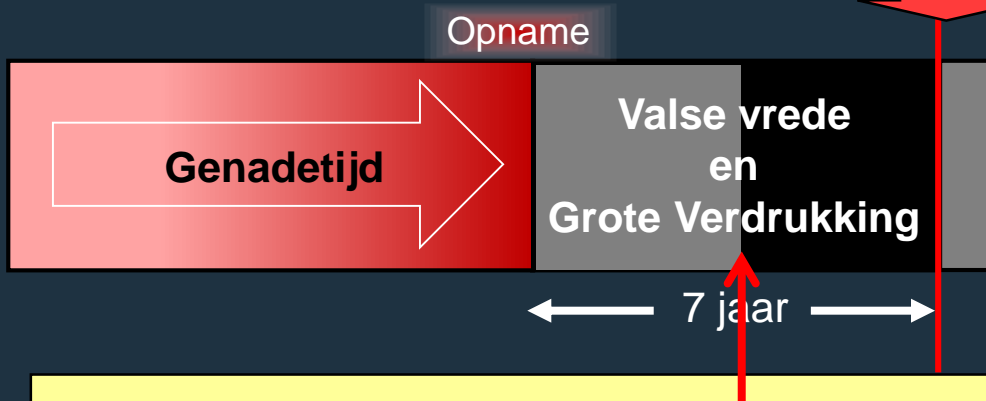 Opname
Genadetijd
Valse vrede
en
Grote Verdrukking
7 jaar